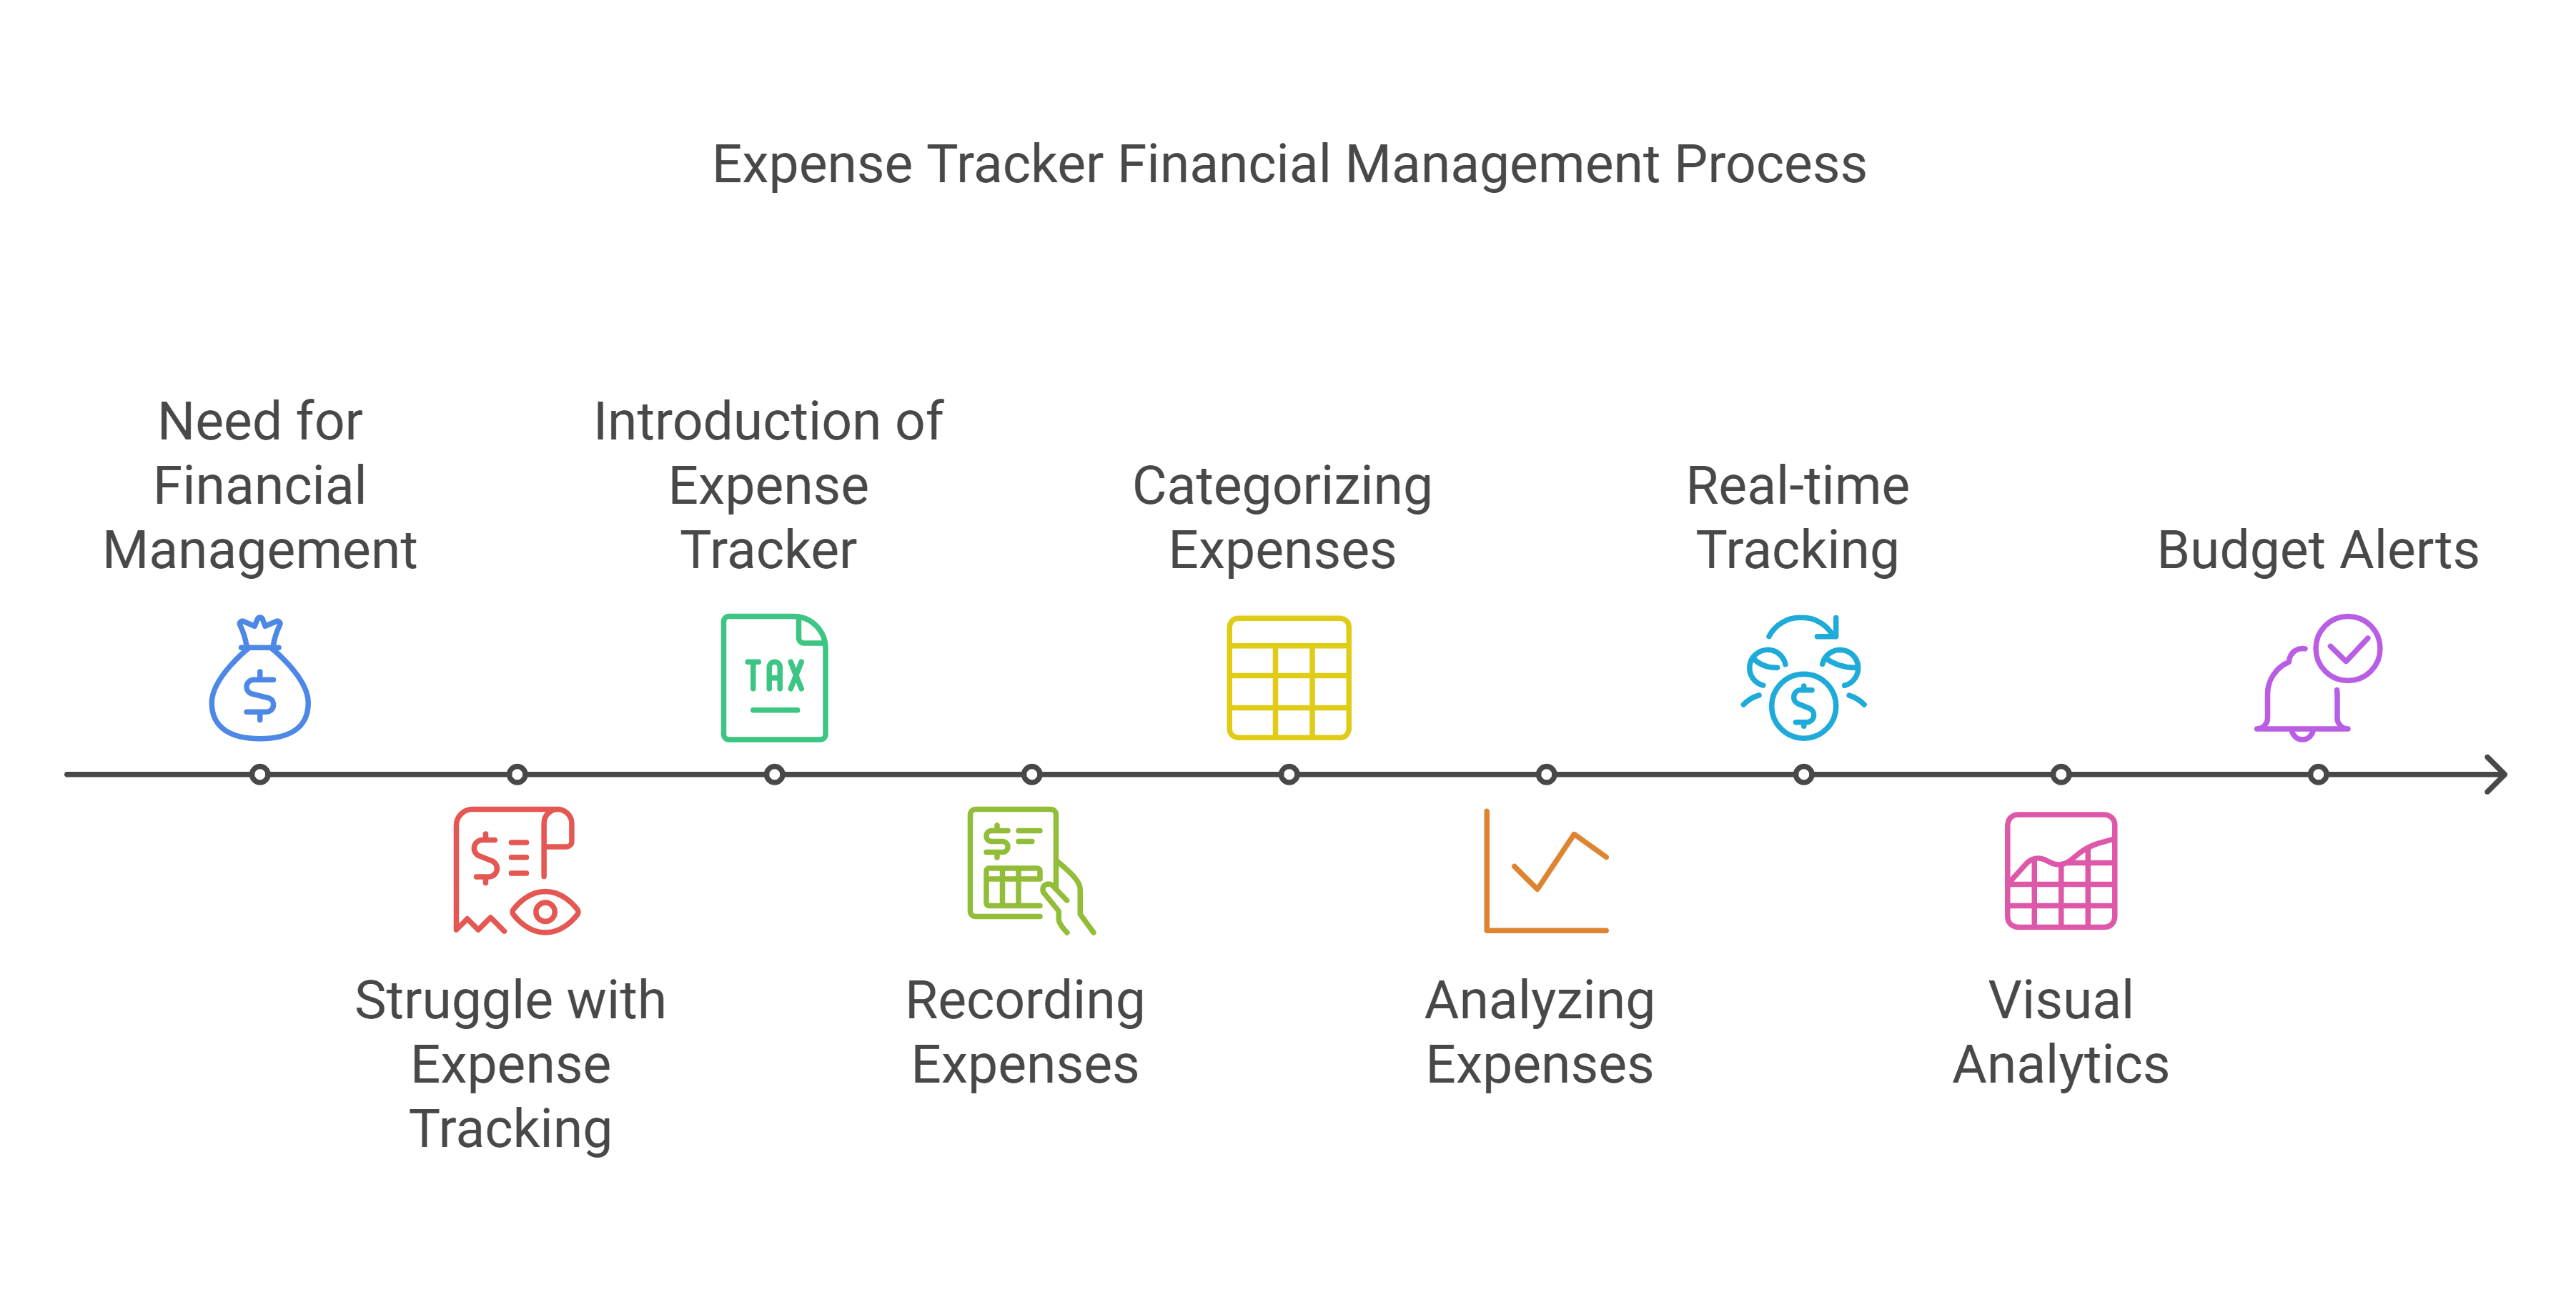 Expense Tracker Financial Management Process
Need for
Financial
Management
Struggle with
Expense
Tracking
Introduction of
Expense
Tracker
TAX
Recording
Expenses
Categorizing
Expenses
Analyzing
Expenses
Real-time
Tracking
Visual
Analytics
Budget Alerts
$
$
$
$